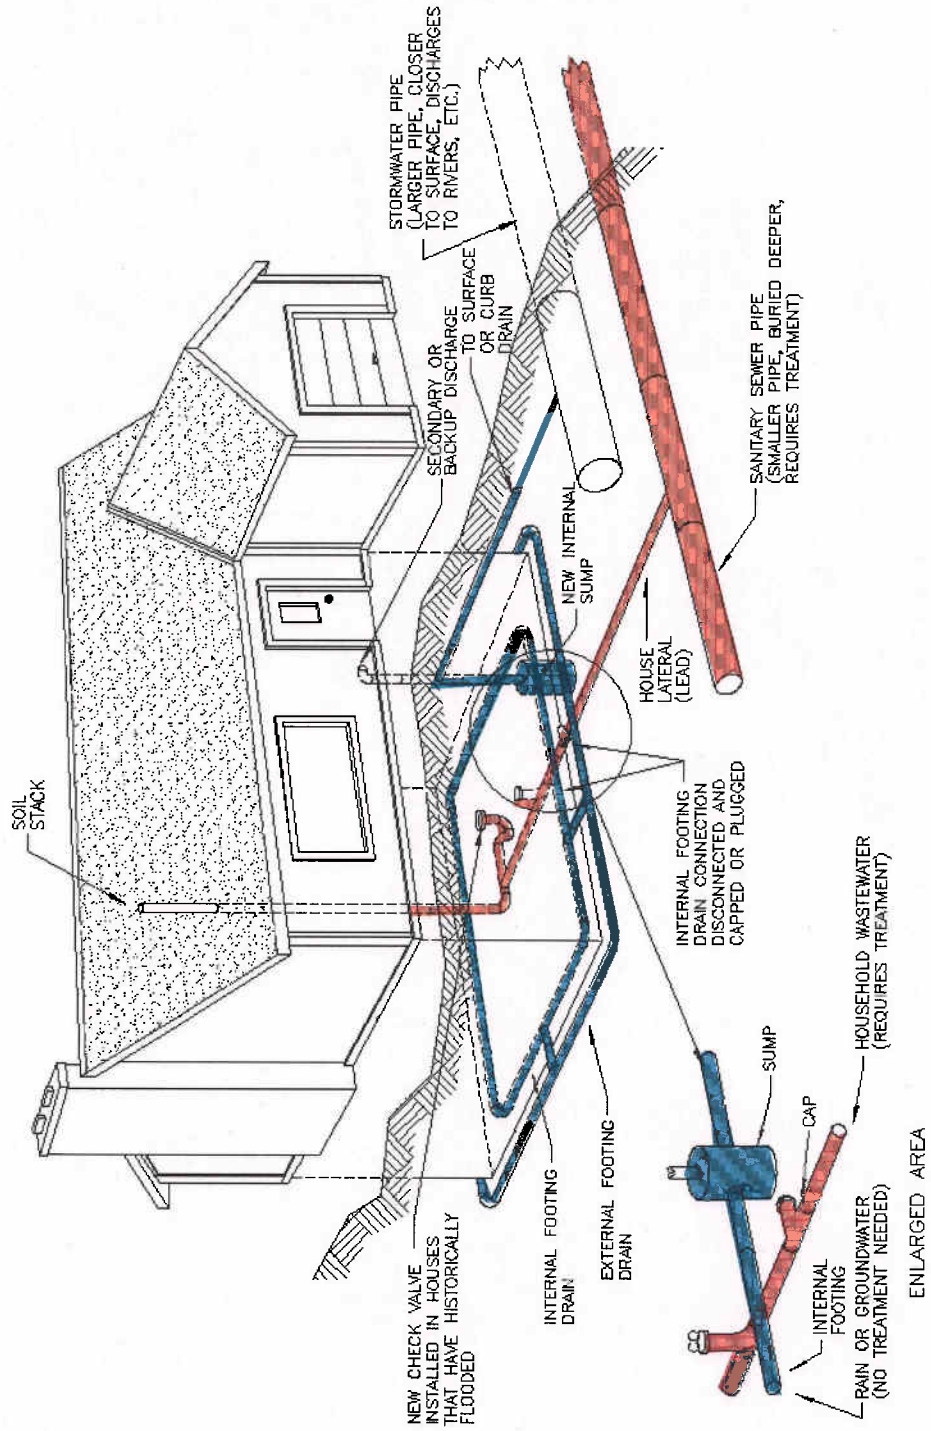 SOIL
STACK
STORMWATER PIPE
(LARGER PIPE, CLOSER
TO SURFACE, DISCHARGES
TO RIVERS, ETC.)
SECONDARY OR
BACKUP DISCHARGE
TO SURFACE
OR CURB
DRAIN
NEW CHECK VALVE
INSTALLED IN HOUSES
THAT HAVE HISTORICALLY
FLOODED
INTERNAL FOOTING
DRAIN
EXTERNAL FOOTING
DRAIN
NEW INTERNAL
SUMP
HOUSE
LATERAL
(LEAD)
SANITARY SEWER PIPE
(SMALLER PIPE, BURIED DEEPER,
REQUIRES TREATMENT)
INTERNAL FOOTING
DRAIN CONNECTION
DISCONNECTED AND
CAPPED OR PLUGGED
SUMP
CAP
HOUSEHOLD WASTEWATER
(REQUIRES TREATMENT)
INTERNAL
FOOTING
RAIN OR GROUNDWATER
(NO TREATMENT NEEDED)
ENLARGED AREA